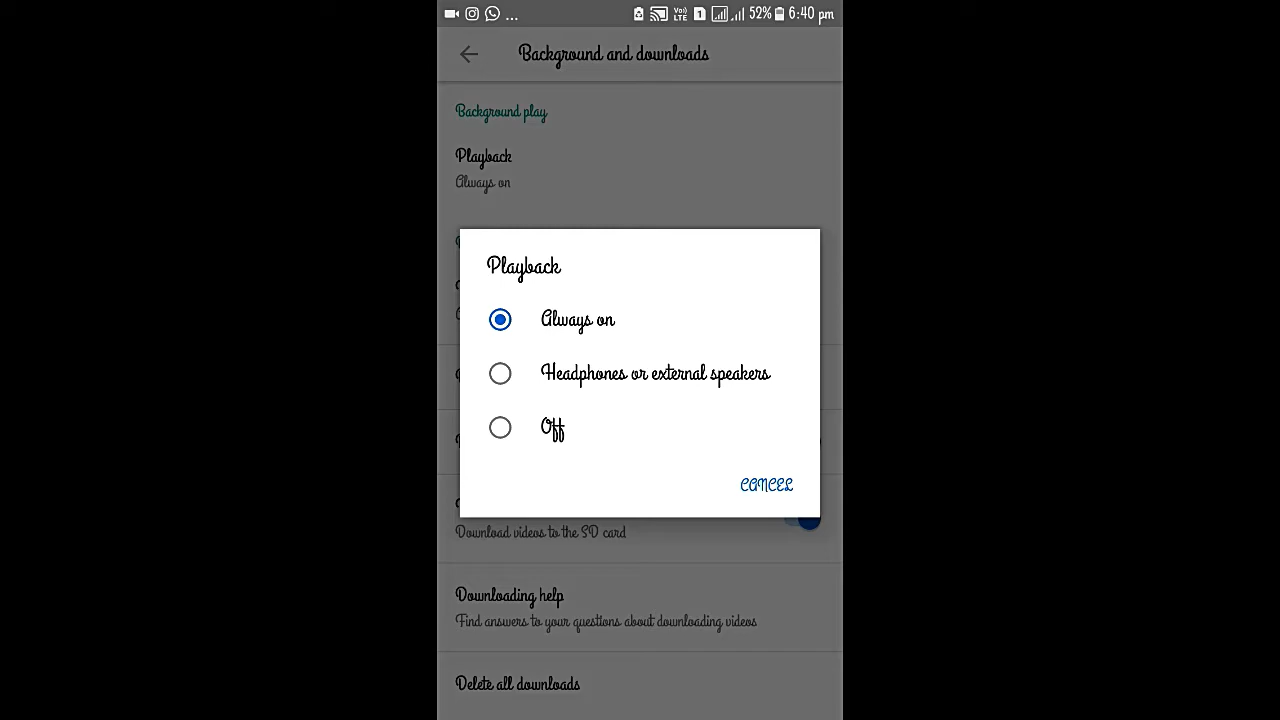 ... VoLTE 1 52% 6:40 pm
Background and downloads
Background play
Playback
Always on
Playback
Always on
Headphones or external speakers
Off
CANCEL
Download videos to the SD card
Downloading help
Find answers to your questions about downloading videos
Delete all downloads